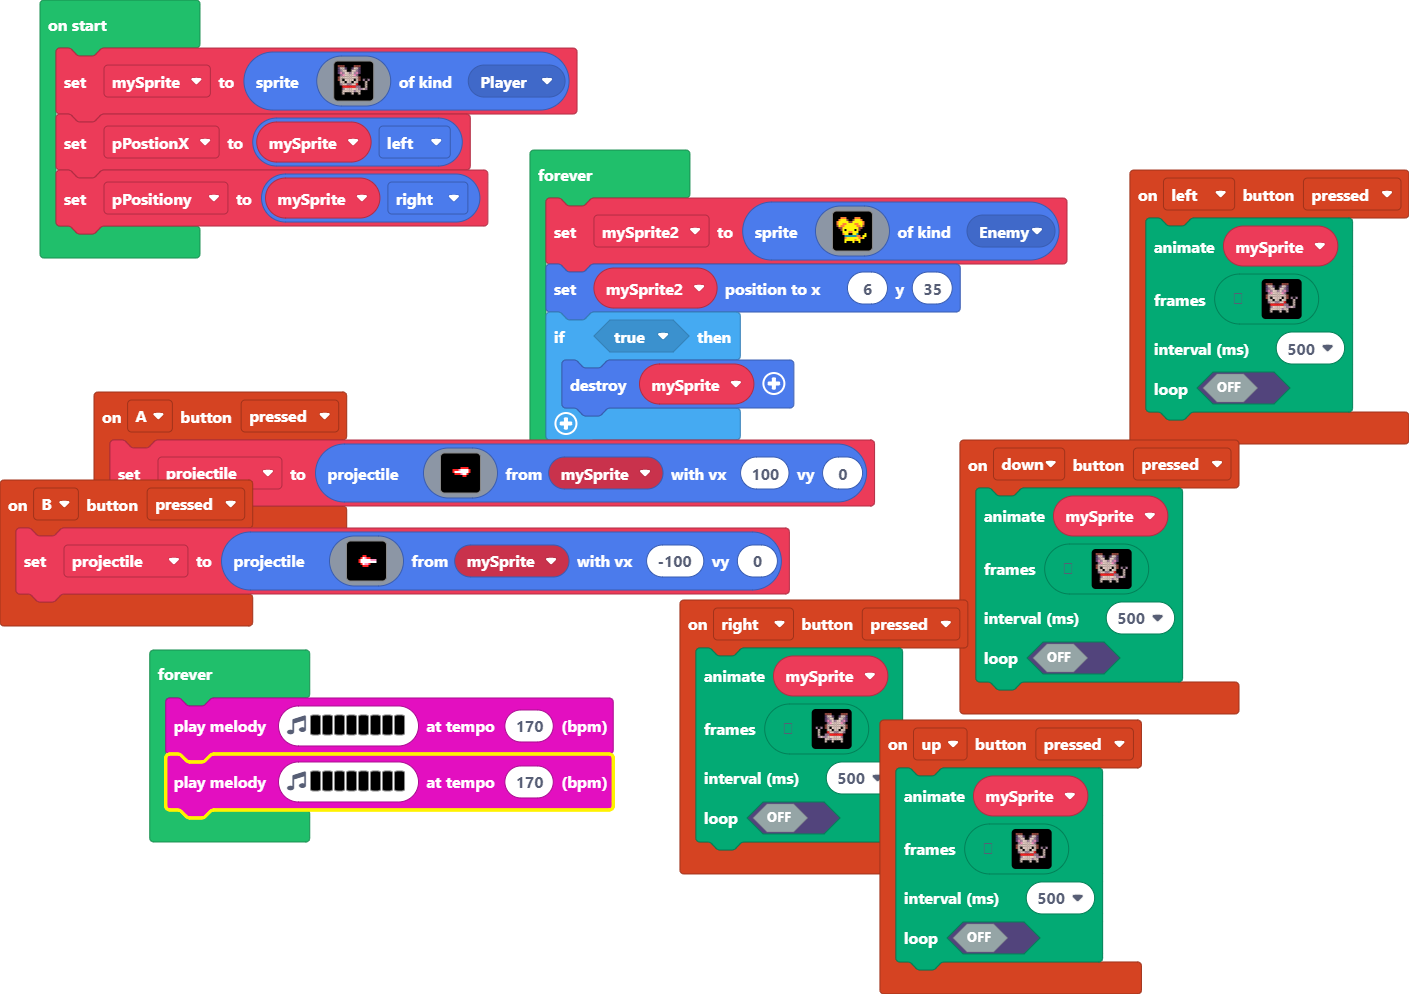 on start
set mySprite to sprite of kind Player
set pPostionX to mySprite left
set pPositiony to mySprite right
forever
set mySprite2 to sprite of kind Enemy
set mySprite2 position to x 6 y 35
if true then
destroy mySprite
on left button pressed
animate mySprite
frames
interval (ms) 500
loop OFF
on A button pressed
set projectile to projectile from mySprite with vx 100 vy 0
on B button pressed
set projectile to projectile from mySprite with vx -100 vy 0
on down button pressed
animate mySprite
frames
interval (ms) 500
loop OFF
on right button pressed
animate mySprite
frames
interval (ms) 500
loop OFF
on up button pressed
animate mySprite
frames
interval (ms) 500
loop OFF
forever
play melody at tempo 170 (bpm)
play melody at tempo 170 (bpm)